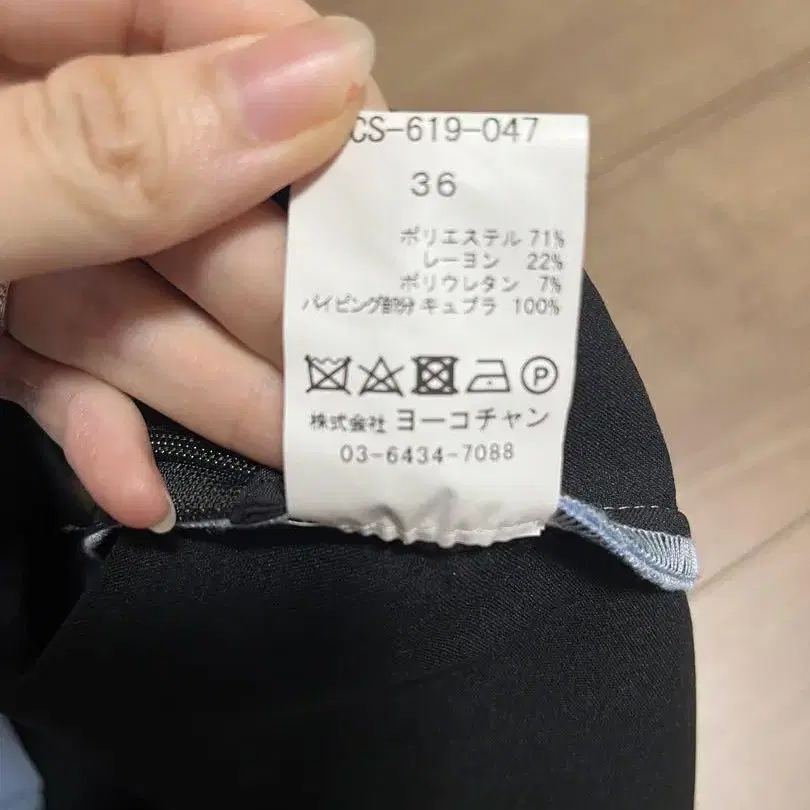 CS-619-047
36
ポリエステル 71%
レーヨン 22%
ポリウレタン 7%
パイピング部分 キュプラ 100%
P
株式会社 ヨーコチャン
03-6434-7088